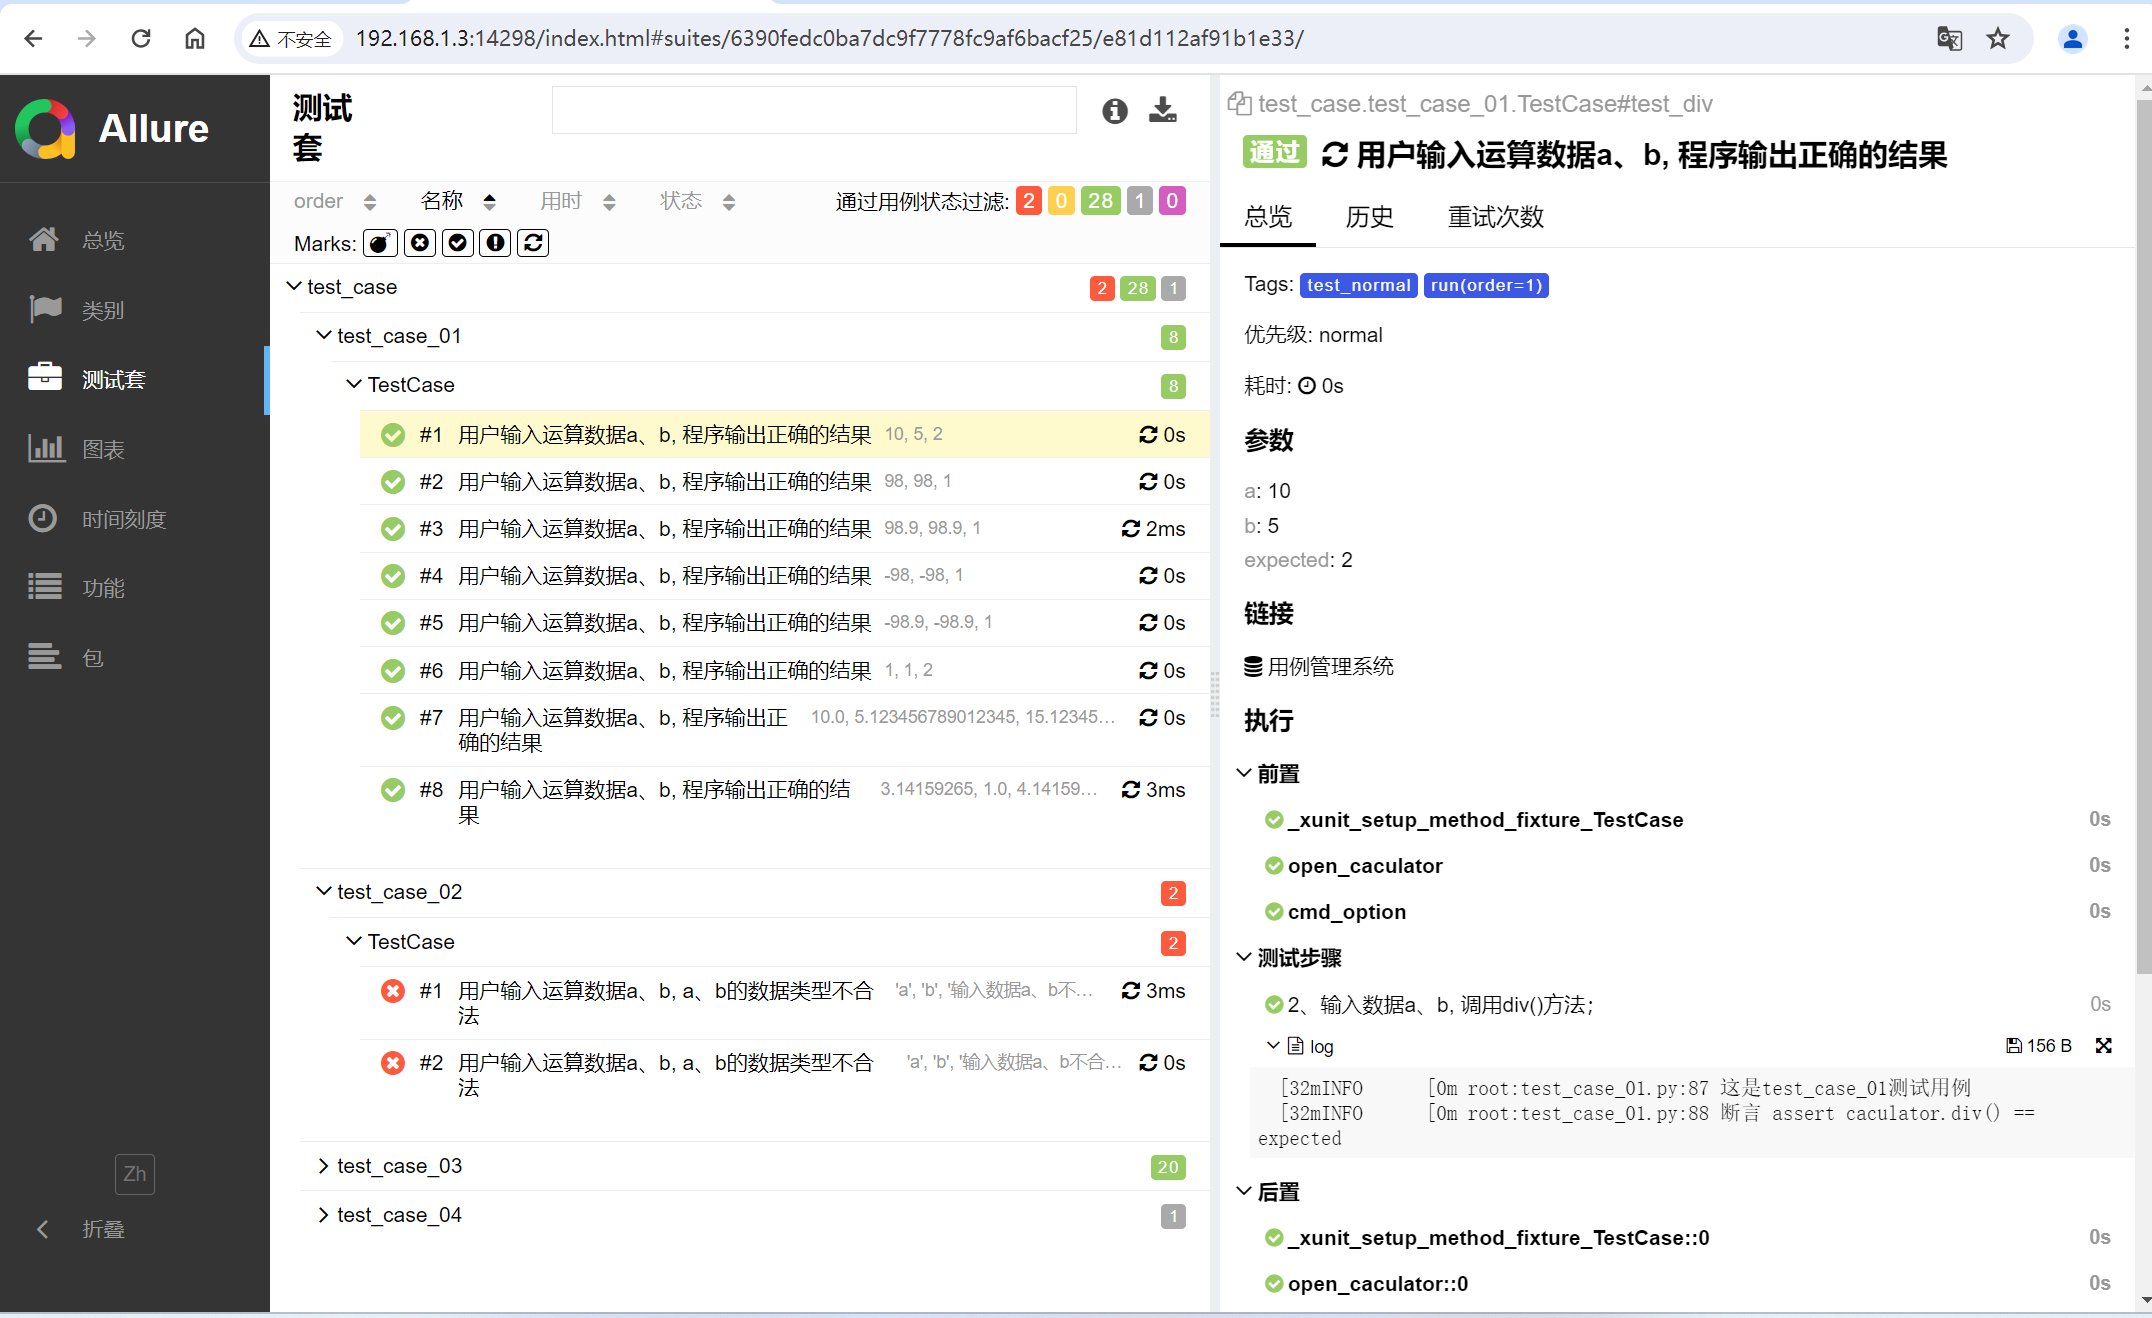 不安全
192.168.1.3:14298/index.html#suites/6390fedc0ba7dc9f7778fc9af6bacf25/e81d112af91b1e33/
Allure
总览
类别
测试套
图表
时间刻度
功能
包
Zh
折叠
测试
套
order 名称 用时 状态 通过用例状态过滤: 2 0 28 1 0
Marks:
test_case 2 28 1
test_case_01 8
TestCase 8
#1 用户输入运算数据a、b, 程序输出正确的结果 10, 5, 2 0s
#2 用户输入运算数据a、b, 程序输出正确的结果 98, 98, 1 0s
#3 用户输入运算数据a、b, 程序输出正确的结果 98.9, 98.9, 1 2ms
#4 用户输入运算数据a、b, 程序输出正确的结果 -98, -98, 1 0s
#5 用户输入运算数据a、b, 程序输出正确的结果 -98.9, -98.9, 1 0s
#6 用户输入运算数据a、b, 程序输出正确的结果 1, 1, 2 0s
#7 用户输入运算数据a、b, 程序输出正 10.0, 5.123456789012345, 15.12345… 0s
确的结果
#8 用户输入运算数据a、b, 程序输出正确的结 3.14159265, 1.0, 4.14159… 3ms
果
test_case_02 2
TestCase 2
#1 用户输入运算数据a、b, a、b的数据类型不合 'a', 'b', '输入数据a、b不… 3ms
法
#2 用户输入运算数据a、b, a、b的数据类型不合 'a', 'b', '输入数据a、b不合… 0s
法
test_case_03 20
test_case_04 1
test_case.test_case_01.TestCase#test_div
通过 用户输入运算数据a、b, 程序输出正确的结果
总览 历史 重试次数
Tags: test_normal run(order=1)
优先级: normal
耗时: 0s
参数
a: 10
b: 5
expected: 2
链接
用例管理系统
执行
前置
_xunit_setup_method_fixture_TestCase 0s
open_caculator 0s
cmd_option 0s
测试步骤
2、输入数据a、b, 调用div()方法； 0s
log 156 B
[32mINFO [0m root:test_case_01.py:87 这是test_case_01测试用例
[32mINFO [0m root:test_case_01.py:88 断言 assert caculator.div() ==
expected
后置
_xunit_setup_method_fixture_TestCase::0 0s
open_caculator::0 0s